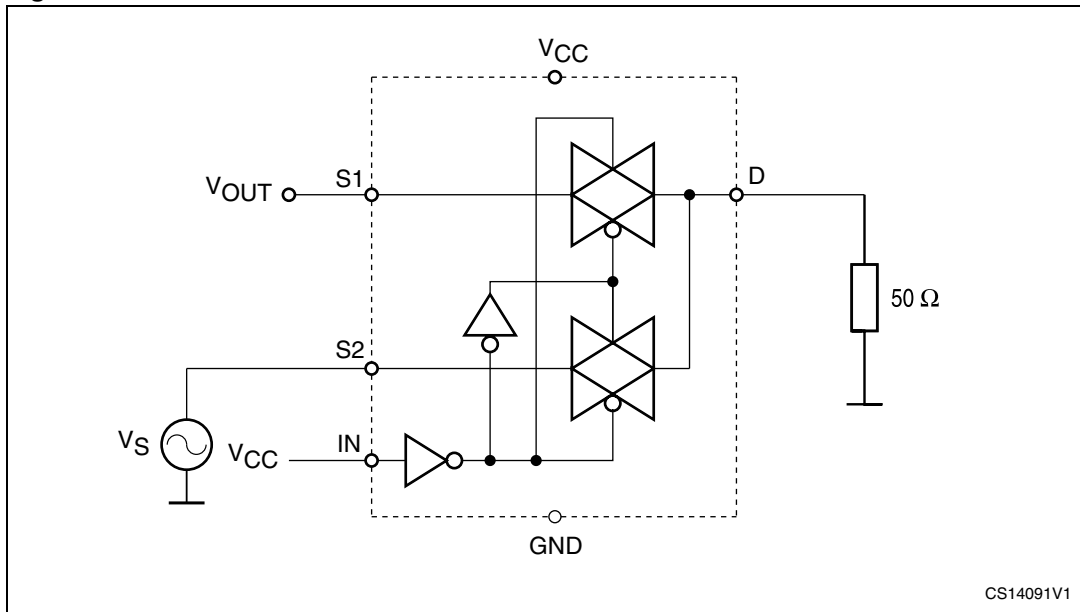 VCC
VOUT
S1
D
50 Ω
S2
VS
VCC
IN
GND
CS14091V1